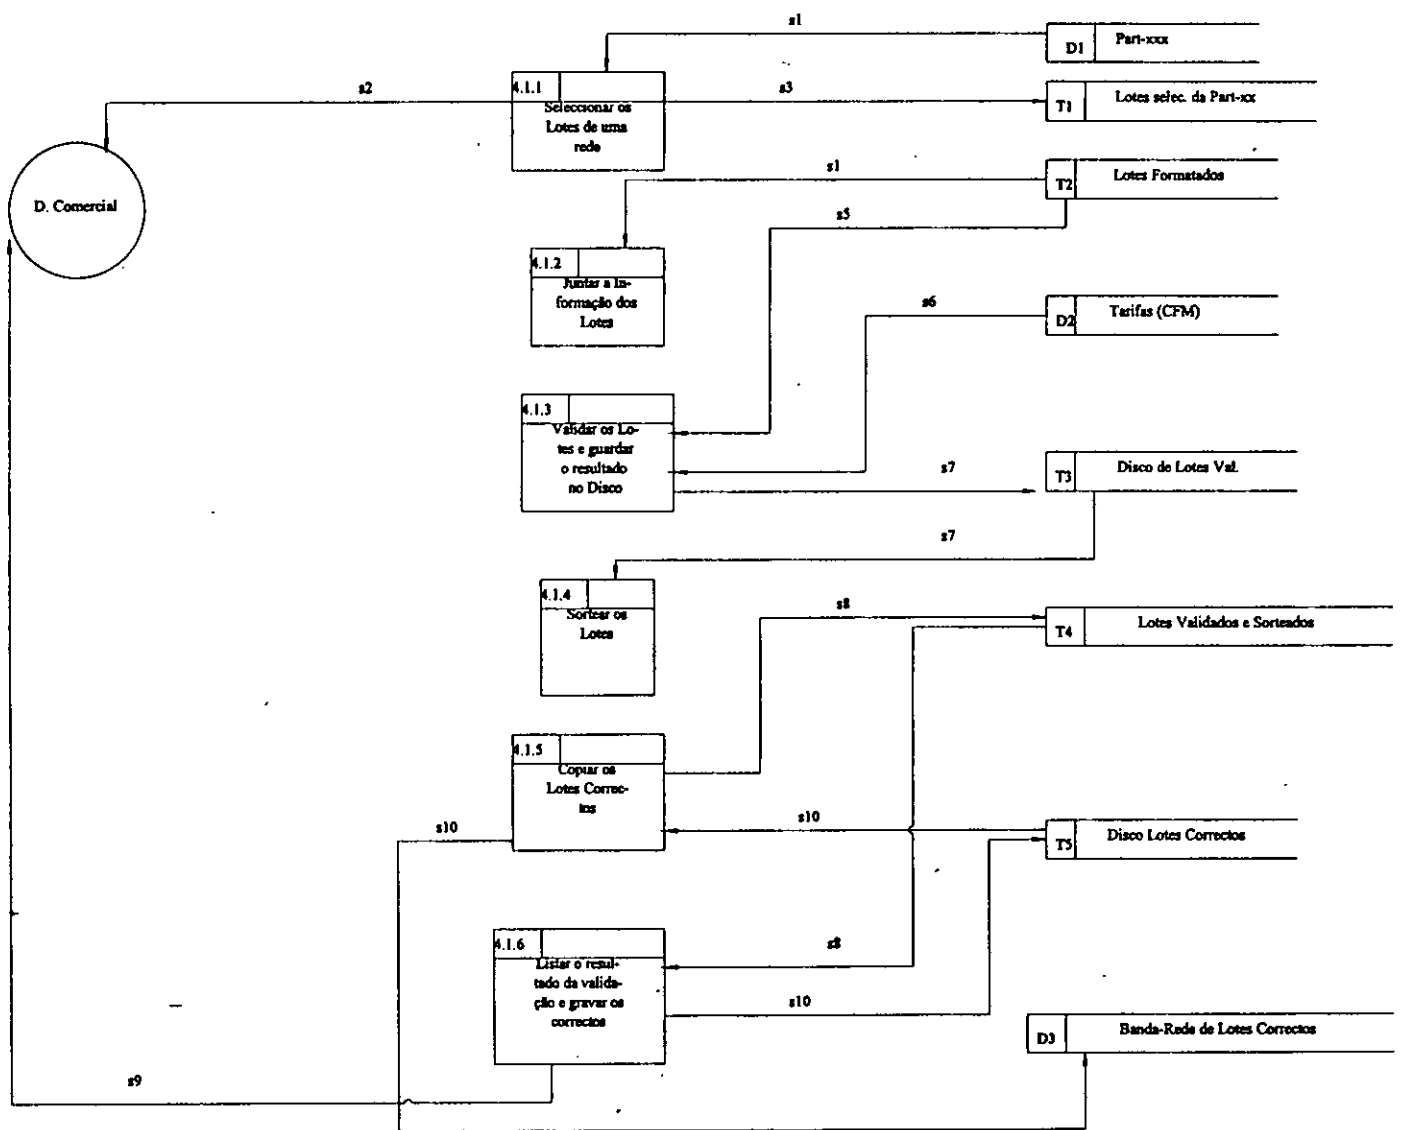 s1
D1
Part-xxx
s2
4.1.1
s3
T1
Lotes selec. da Part-xx
Seleccionar os
Lotes de uma
rede
s1
T2
Lotes Formatados
D. Comercial
s5
4.1.2
Juntar a In-
formação dos
Lotes
s6
D2
Tarifas (CFM)
4.1.3
Validar os Lo-
tes e guardar
o resultado
no Disco
s7
T3
Disco de Lotes Val.
s7
4.1.4
Sortear os
Lotes
s8
T4
Lotes Validados e Sorteados
4.1.5
Copiar os
Lotes Correc-
tos
s10
s10
T5
Disco Lotes Correctos
4.1.6
s8
Listar o resul-
tado da valida-
ção e gravar os
correctos
s10
D3
Banda-Rede de Lotes Correctos
s9